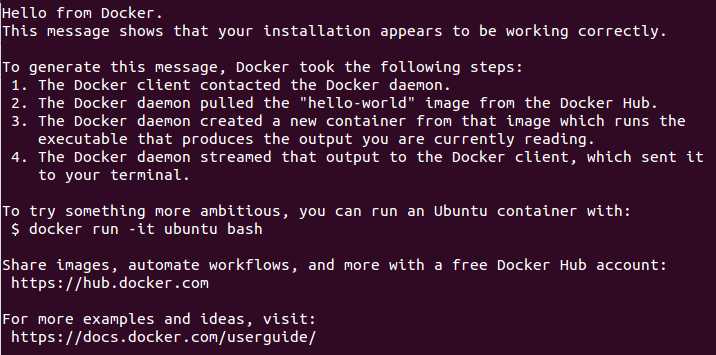 Hello from Docker.
This message shows that your installation appears to be working correctly.
To generate this message, Docker took the following steps:
1. The Docker client contacted the Docker daemon.
2. The Docker daemon pulled the "hello-world" image from the Docker Hub.
3. The Docker daemon created a new container from that image which runs the
executable that produces the output you are currently reading.
4. The Docker daemon streamed that output to the Docker client, which sent it
to your terminal.
To try something more ambitious, you can run an Ubuntu container with:
$ docker run -it ubuntu bash
Share images, automate workflows, and more with a free Docker Hub account:
https://hub.docker.com
For more examples and ideas, visit:
https://docs.docker.com/userguide/